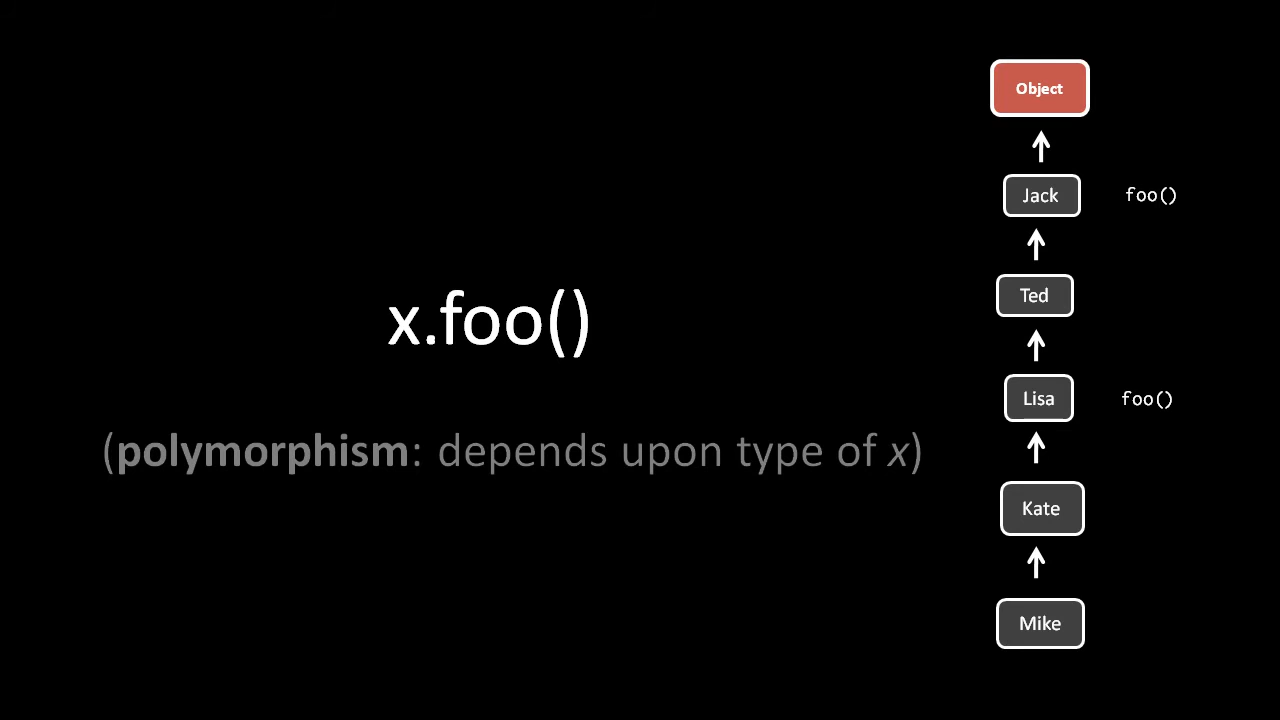 Object
Jack foo()
Ted
x.foo()
Lisa foo()
(polymorphism: depends upon type of x)
Kate
Mike